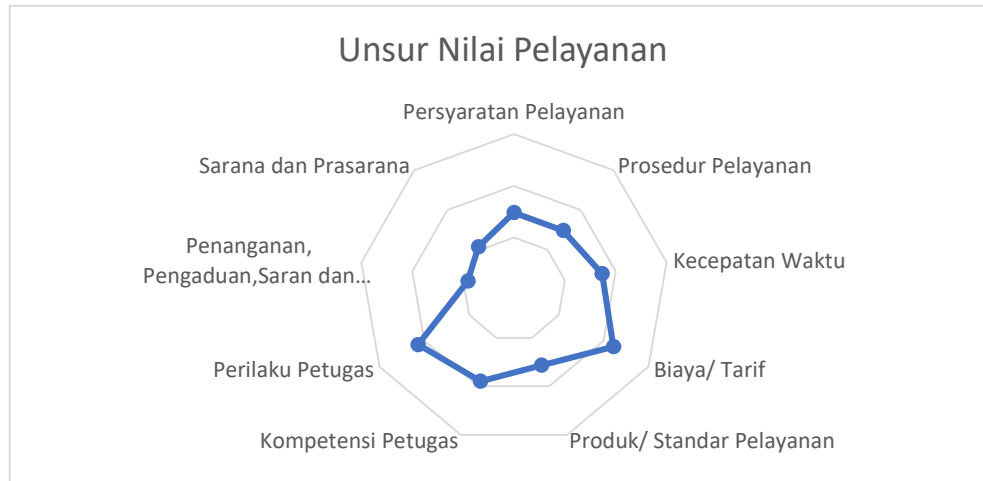 Unsur Nilai Pelayanan
Persyaratan Pelayanan
Prosedur Pelayanan
Kecepatan Waktu
Biaya/ Tarif
Produk/ Standar Pelayanan
Kompetensi Petugas
Perilaku Petugas
Penanganan,
Pengaduan,Saran dan...
Sarana dan Prasarana